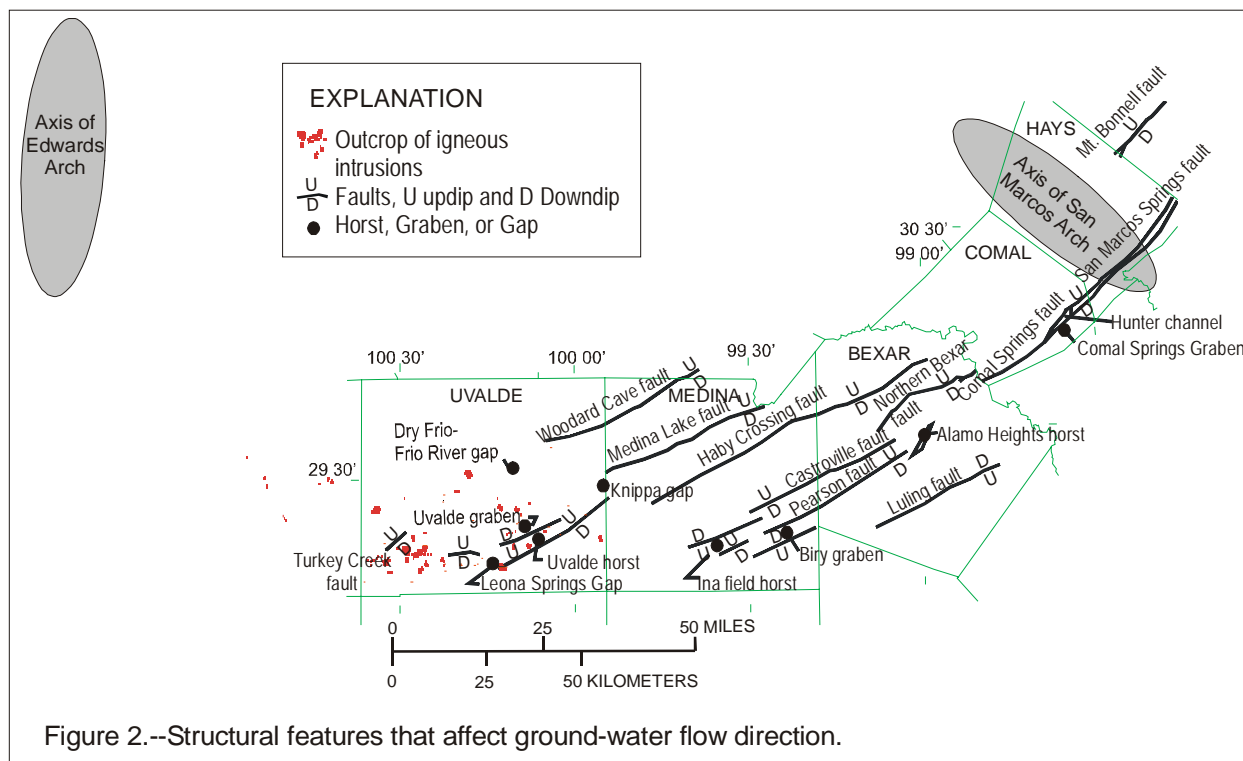 Axis of
Edwards
Arch
EXPLANATION
Outcrop of igneous
intrusions
U
D
Faults, U updip and D Downdip
Horst, Graben, or Gap
HAYS
Mt. Bonnell fault
U
D
Axis of San
Marcos Arch
San Marcos Springs fault
30 30'
99 00'
COMAL
U
D
Hunter channel
Comal Springs Graben
Comal Springs fault
100 30'
100 00'
99 30'
BEXAR
Northern Bexar
fault
U
D
UVALDE
MEDINA
Woodard Cave fault
U
D
Medina Lake fault
U
D
Haby Crossing fault
U
D
Dry Frio-
Frio River gap
29 30'
Knippa gap
Castroville fault
U
D
Pearson fault
U
D
Alamo Heights horst
Luling fault
D
U
Uvalde graben
D
U
U
D
Uvalde horst
U
D
Turkey Creek
fault
U
D
Leona Springs Gap
D
U
U
D
Ina field horst
D
U
Biry graben
0
25
50 MILES
0
25
50 KILOMETERS
Figure 2.--Structural features that affect ground-water flow direction.